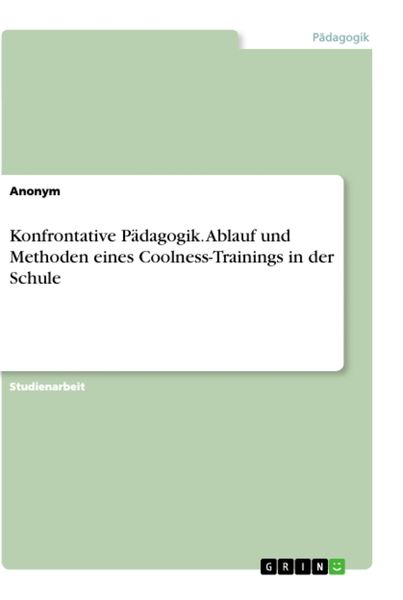 Pädagogik
Anonym
Konfrontative Pädagogik. Ablauf und
Methoden eines Coolness-Trainings in der
Schule
Studienarbeit
GRIN